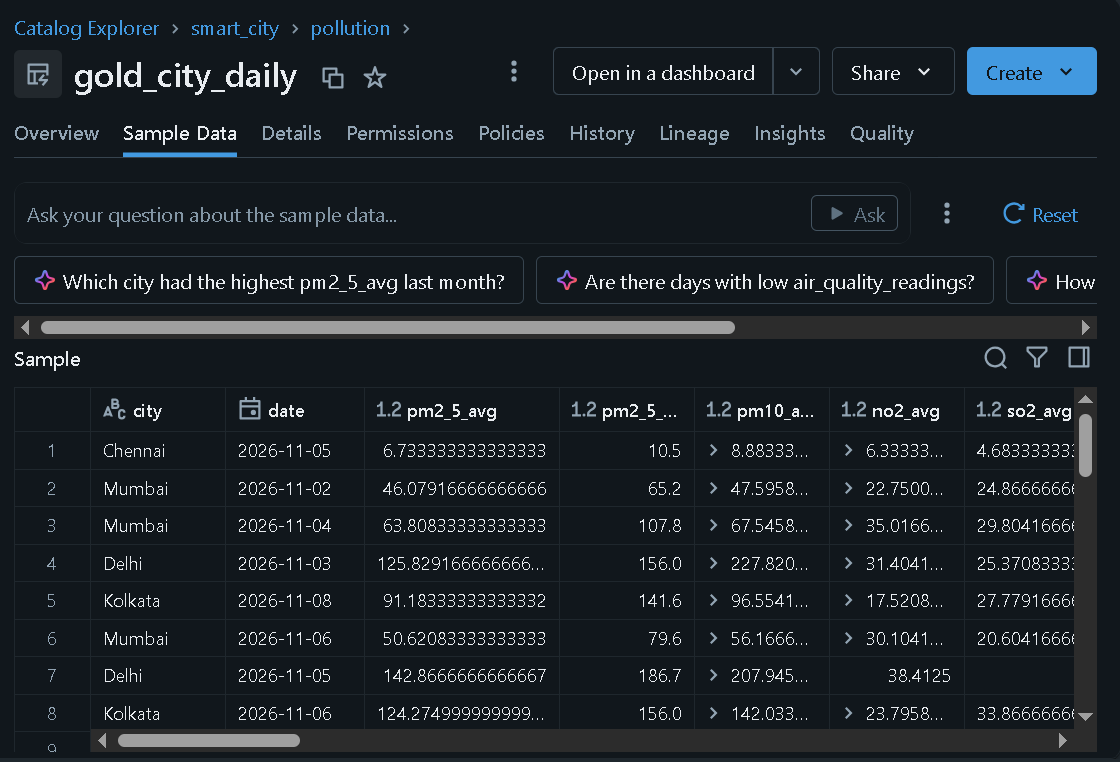 Catalog Explorer > smart_city > pollution >
gold_city_daily
Open in a dashboard
Share
Create
Overview Sample Data Details Permissions Policies History Lineage Insights Quality
Ask your question about the sample data...
Ask
Reset
Which city had the highest pm2_5_avg last month?
Are there days with low air_quality_readings?
How
Sample
ABC city date 1.2 pm2_5_avg 1.2 pm2_5_... 1.2 pm10_a... 1.2 no2_avg 1.2 so2_avg
1 Chennai 2026-11-05 6.733333333333333 10.5 > 8.88333... > 6.33333... 4.683333333
2 Mumbai 2026-11-02 46.07916666666666 65.2 > 47.5958... > 22.7500... 24.86666666
3 Mumbai 2026-11-04 63.80833333333333 107.8 > 67.5458... > 35.0166... 29.80416666
4 Delhi 2026-11-03 125.829166666666... 156.0 > 227.820... > 31.4041... 25.37083333
5 Kolkata 2026-11-08 91.18333333333332 141.6 > 96.5541... > 17.5208... 27.77916666
6 Mumbai 2026-11-06 50.62083333333333 79.6 > 56.1666... > 30.1041... 20.60416666
7 Delhi 2026-11-05 142.8666666666667 186.7 > 207.945... 38.4125
8 Kolkata 2026-11-06 124.274999999999... 156.0 > 142.033... > 23.7958... 33.86666666
9